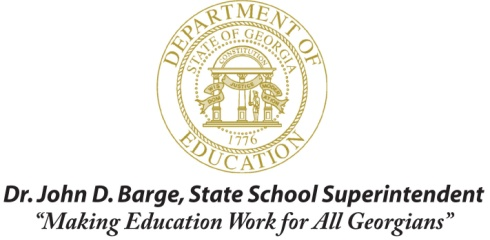 DEPARTMENT OF
STATE OF GEORGIA
CONSTITUTION
JUSTICE
1776
EDUCATION
Dr. John D. Barge, State School Superintendent
“Making Education Work for All Georgians”